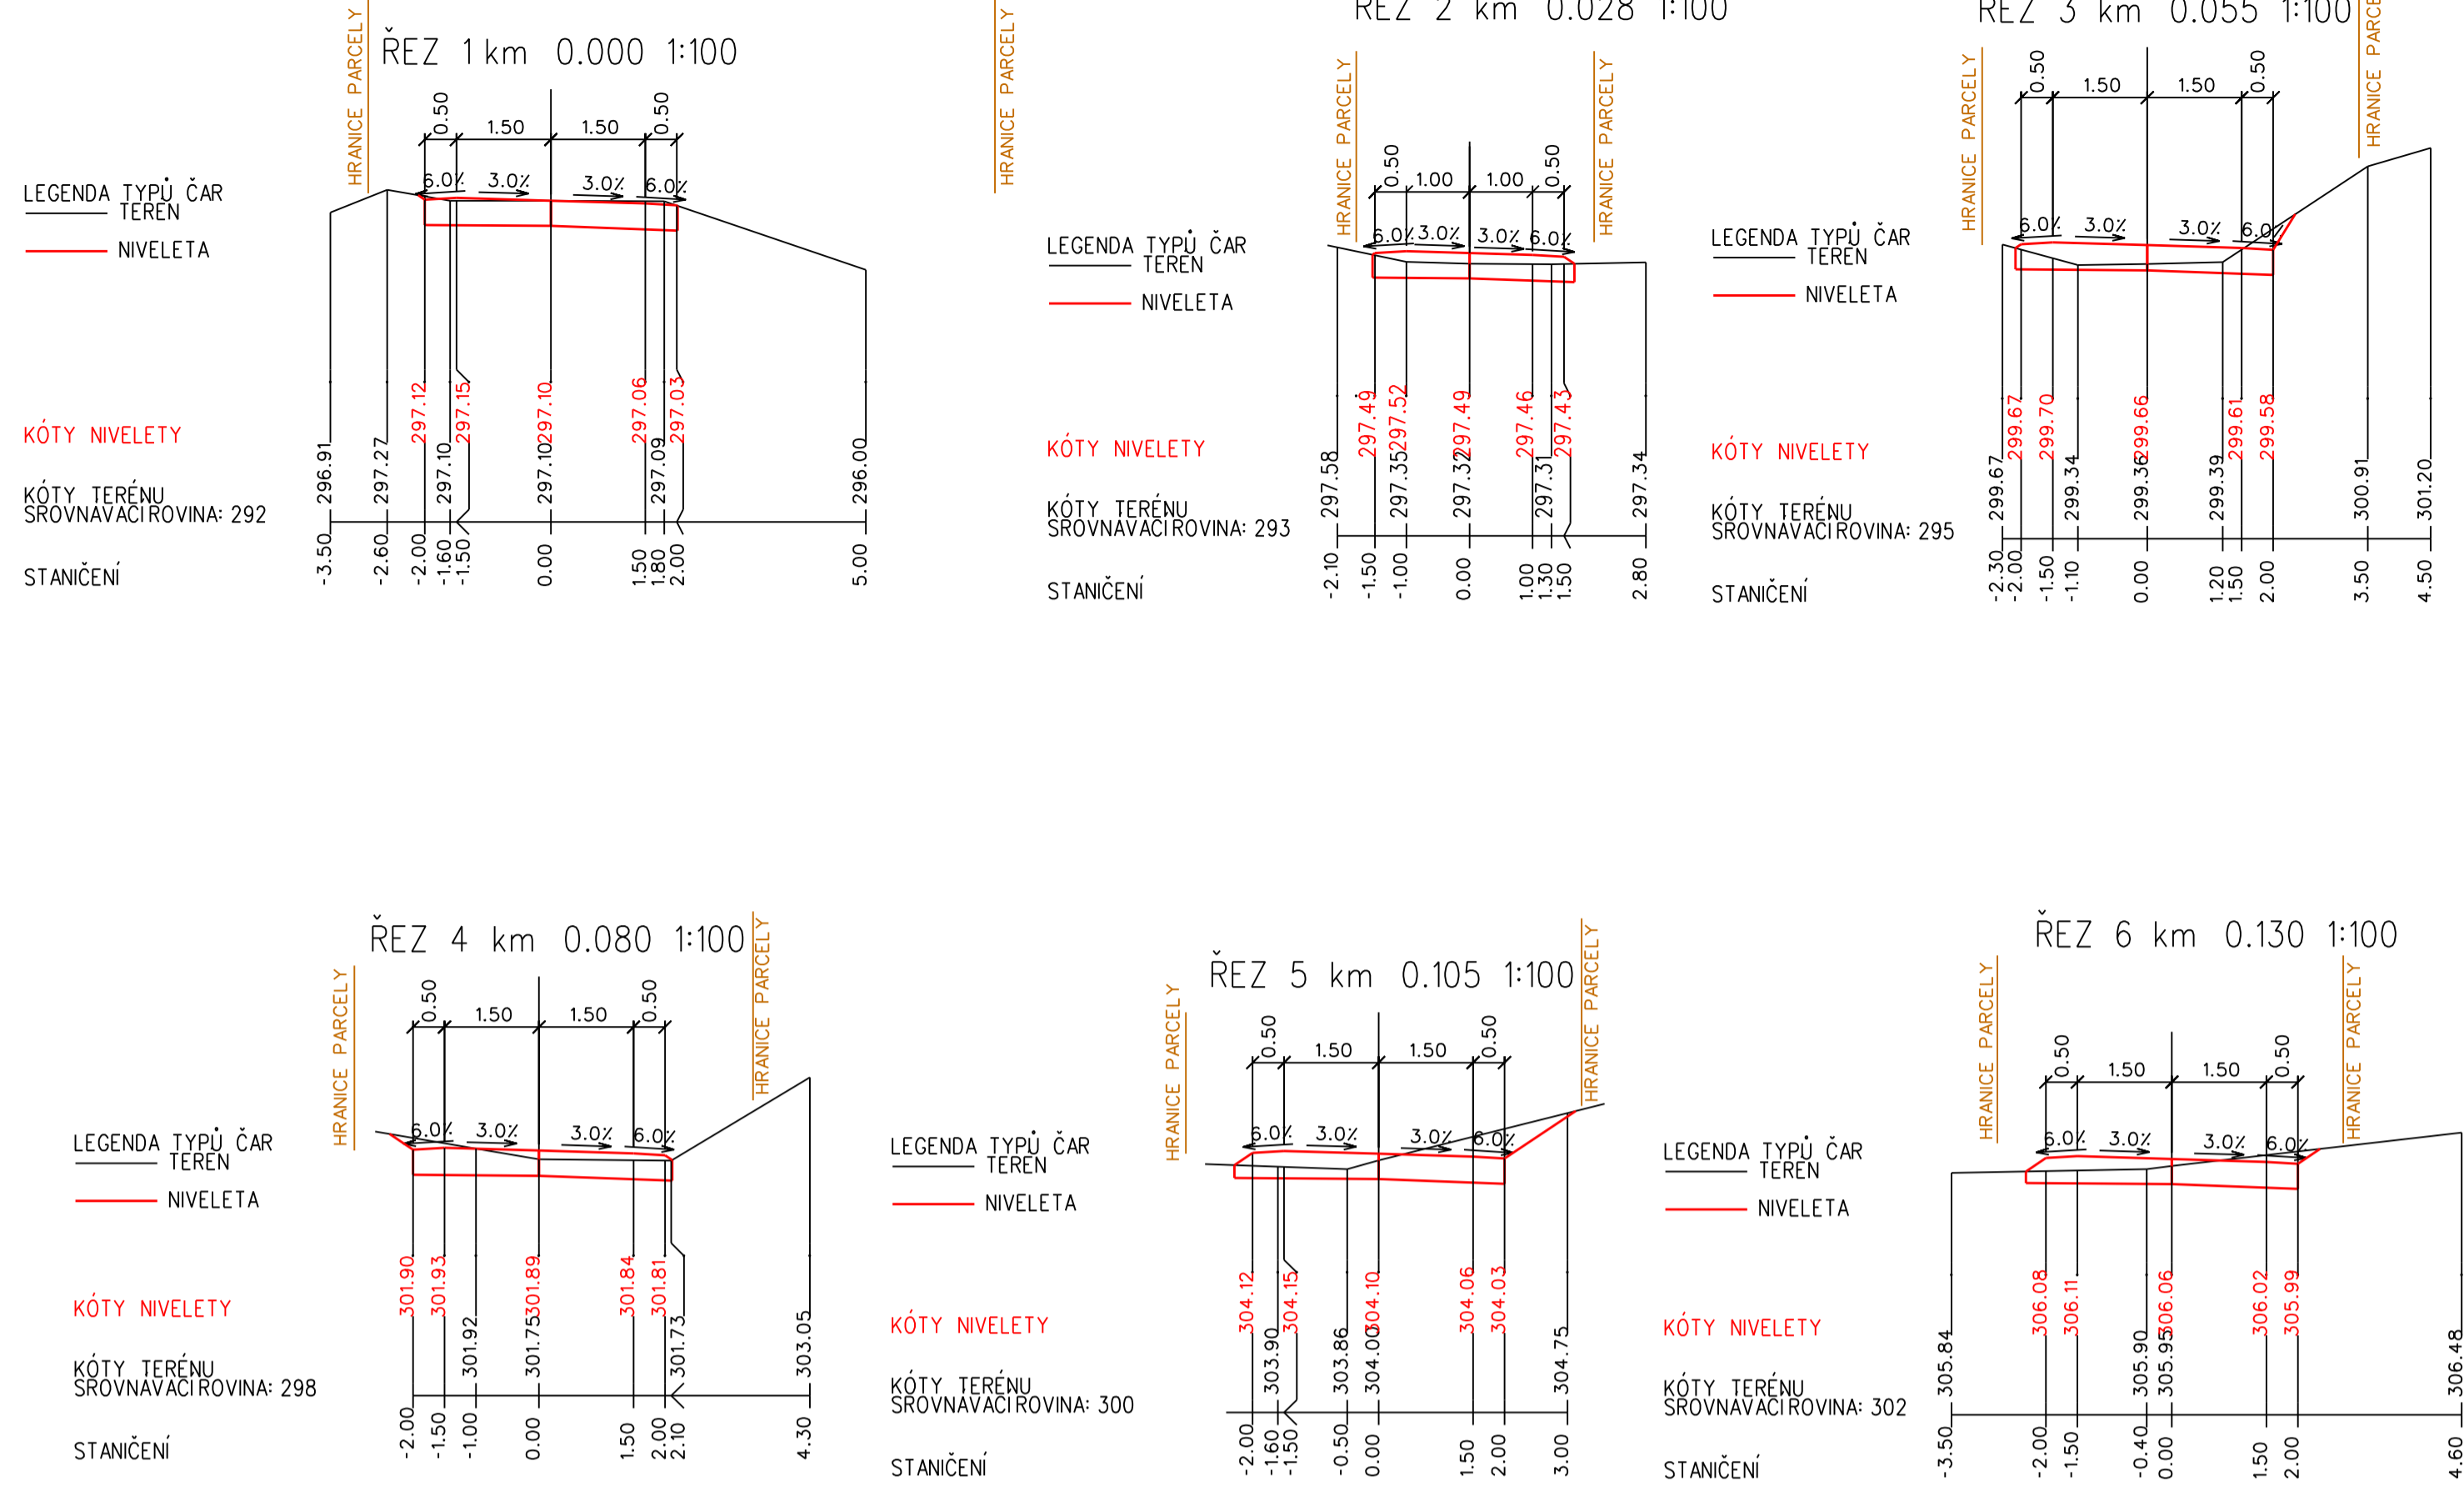 ŘEZ 1 km 0.000 1:100
HRANICE PARCELY
HRANICE PARCELY
0.50 1.50 1.50 0.50
6.0% 3.0% 3.0% 6.0%
LEGENDA TYPŮ ČAR
TERÉN
NIVELETA
KÓTY NIVELETY
297.12 297.15 297.10 297.06 297.03
KÓTY TERÉNU
296.91 297.27 297.10 297.10 297.09 296.00
SROVNÁVACÍ ROVINA: 292
STANIČENÍ
-3.50 -2.60 -2.00 -1.60 -1.50 0.00 1.50 1.80 2.00 5.00
ŘEZ 2 km 0.028 1:100
HRANICE PARCELY
HRANICE PARCELY
0.50 1.00 1.00 0.50
6.0% 3.0% 3.0% 6.0%
LEGENDA TYPŮ ČAR
TERÉN
NIVELETA
KÓTY NIVELETY
297.49 297.52 297.49 297.46 297.43
KÓTY TERÉNU
297.58 297.35 297.32 297.31 297.34
SROVNÁVACÍ ROVINA: 293
STANIČENÍ
-2.10 -1.50 -1.00 0.00 1.00 1.30 1.50 2.80
ŘEZ 3 km 0.055 1:100
HRANICE PARCELY
HRANICE PARCE
0.50 1.50 1.50 0.50
6.0% 3.0% 3.0% 6.0%
LEGENDA TYPŮ ČAR
TERÉN
NIVELETA
KÓTY NIVELETY
299.67 299.70 299.66 299.61 299.58
KÓTY TERÉNU
299.67 299.34 299.36 299.39 300.91 301.20
SROVNÁVACÍ ROVINA: 295
STANIČENÍ
-2.30 -2.00 -1.50 -1.10 0.00 1.20 1.50 2.00 3.50 4.50
ŘEZ 4 km 0.080 1:100
HRANICE PARCELY
HRANICE PARCELY
0.50 1.50 1.50 0.50
6.0% 3.0% 3.0% 6.0%
LEGENDA TYPŮ ČAR
TERÉN
NIVELETA
KÓTY NIVELETY
301.90 301.93 301.89 301.84 301.81
KÓTY TERÉNU
301.92 301.75 301.73 303.05
SROVNÁVACÍ ROVINA: 298
STANIČENÍ
-2.00 -1.50 -1.00 0.00 1.50 2.00 2.10 4.30
ŘEZ 5 km 0.105 1:100
HRANICE PARCELY
HRANICE PARCELY
0.50 1.50 1.50 0.50
6.0% 3.0% 3.0% 6.0%
LEGENDA TYPŮ ČAR
TERÉN
NIVELETA
KÓTY NIVELETY
304.12 304.15 304.10 304.06 304.03
KÓTY TERÉNU
303.90 303.86 304.00 304.75
SROVNÁVACÍ ROVINA: 300
STANIČENÍ
-2.00 -1.60 -1.50 -0.50 0.00 1.50 2.00 3.00
ŘEZ 6 km 0.130 1:100
HRANICE PARCELY
HRANICE PARCELY
0.50 1.50 1.50 0.50
6.0% 3.0% 3.0% 6.0%
LEGENDA TYPŮ ČAR
TERÉN
NIVELETA
KÓTY NIVELETY
306.08 306.11 306.06 306.02 305.99
KÓTY TERÉNU
305.84 305.90 305.95 306.48
SROVNÁVACÍ ROVINA: 302
STANIČENÍ
-3.50 -2.00 -1.50 -0.40 0.00 1.50 2.00 4.60